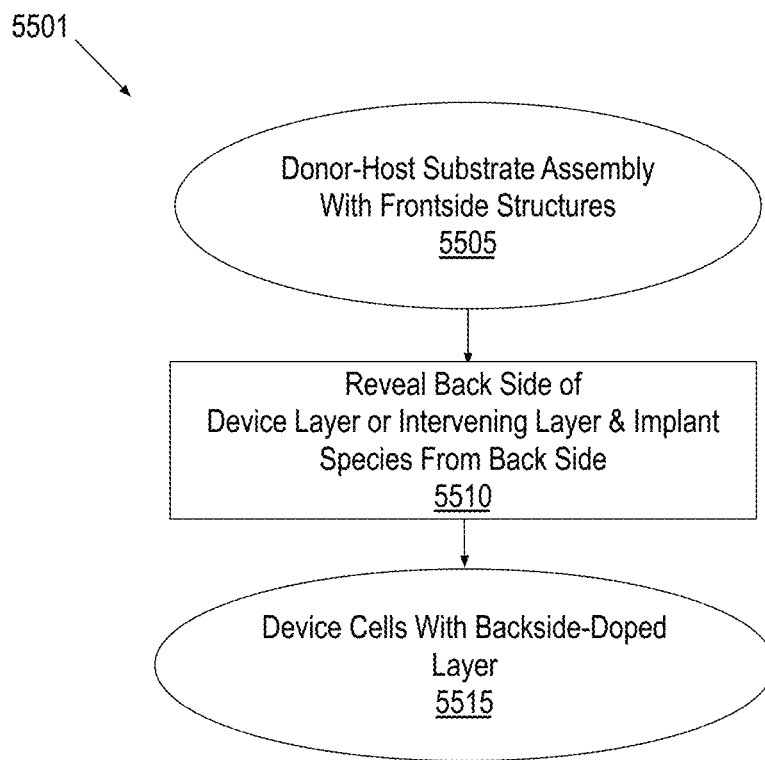 5501
Donor-Host Substrate Assembly
With Frontside Structures
5505
Reveal Back Side of
Device Layer or Intervening Layer & Implant
Species From Back Side
5510
Device Cells With Backside-Doped
Layer
5515